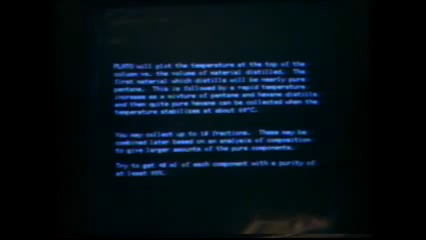 PLATO will plot the temperature at the top of the
column vs. the volume of material distilled. The
first material which distills will be nearly pure
pentane. This is followed by a rapid temperature
increase as a mixture of pentane and hexane distills
and then quite pure hexane can be collected when the
temperature stabilizes at about 69°C.
You may collect up to 10 fractions. These may be
combined later based on an analysis of composition
to give larger amounts of the pure components.
Try to get 40 ml of each component with a purity of
at least 95%.